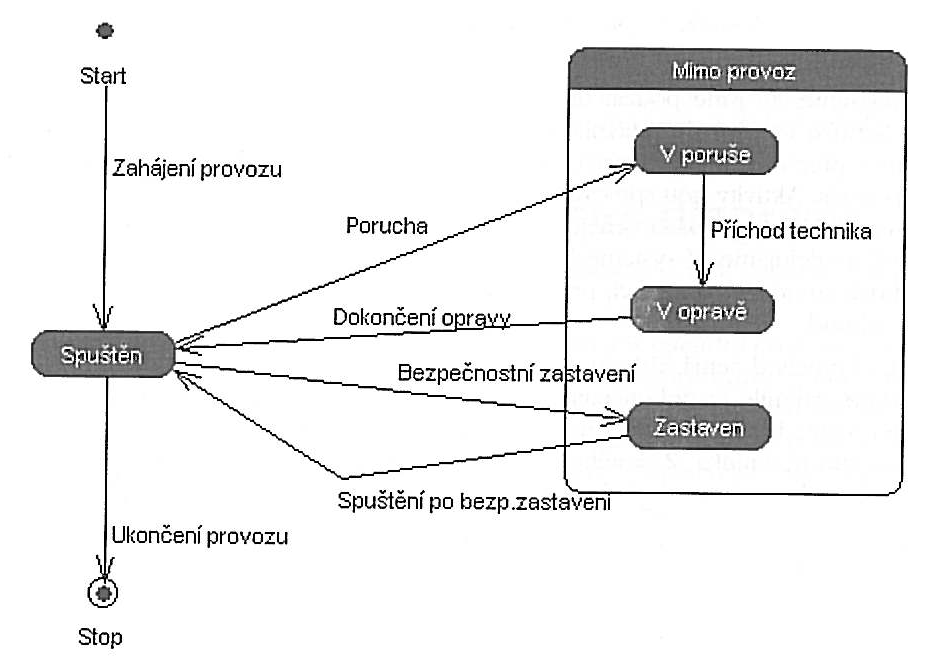 Start
Mimo provoz
Zahájení provozu
V poruše
Porucha
Příchod technika
V opravě
Dokončení opravy
Spuštěn
Bezpečnostní zastavení
Zastaven
Spuštění po bezp.zastavení
Ukončení provozu
Stop